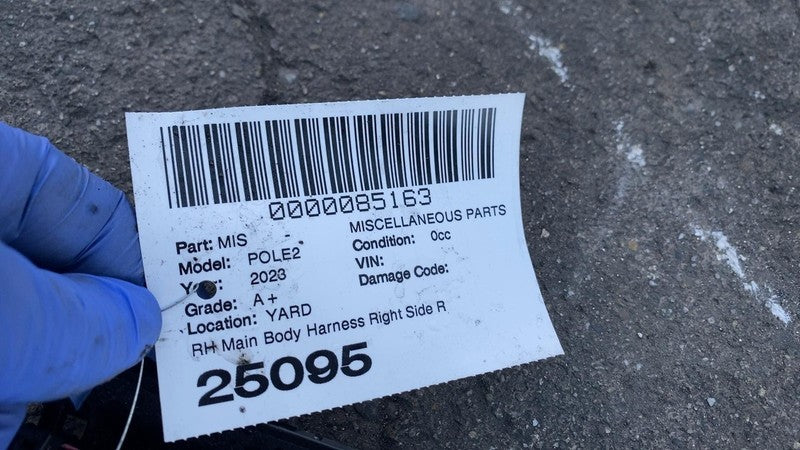 0000085163
Part: MIS - MISCELLANEOUS PARTS
Model: POLE2 Condition: 0cc
2023 VIN:
Grade: A+ Damage Code:
Location: YARD
RH Main Body Harness Right Side R
25095